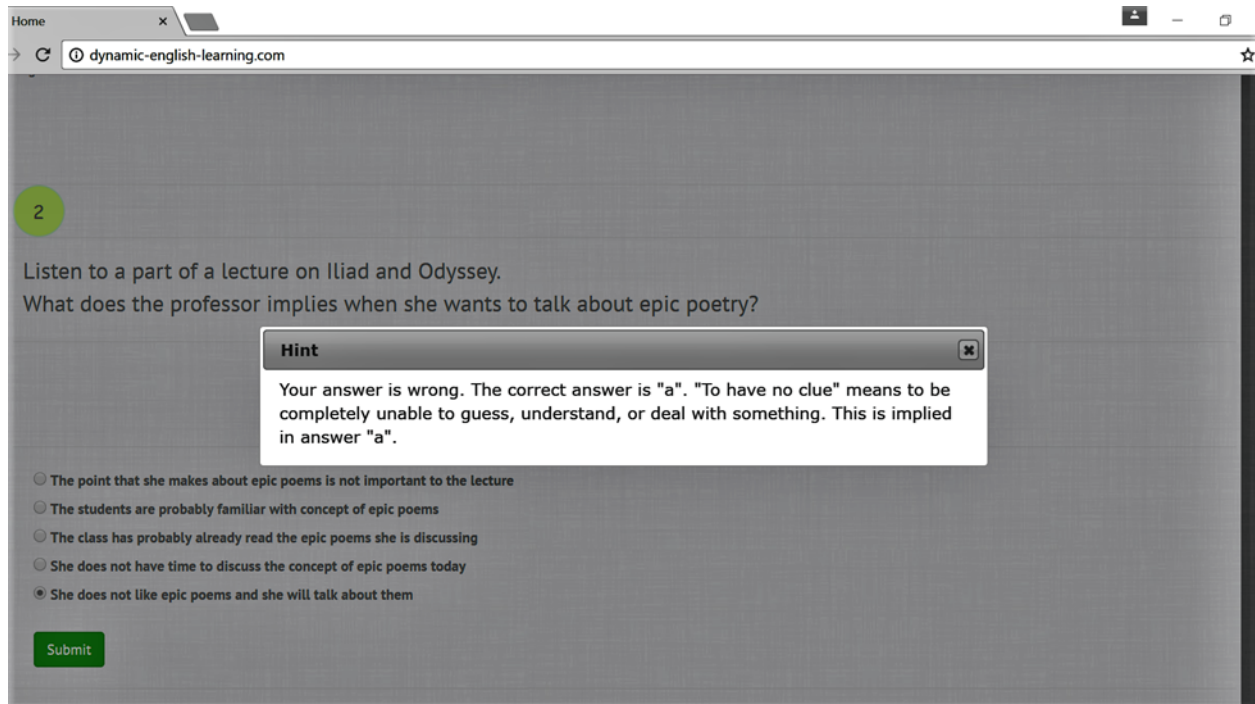 Home
dynamic-english-learning.com
2
Listen to a part of a lecture on Iliad and Odyssey.
What does the professor implies when she wants to talk about epic poetry?
Hint
Your answer is wrong. The correct answer is "a". "To have no clue" means to be
completely unable to guess, understand, or deal with something. This is implied
in answer "a".
The point that she makes about epic poems is not important to the lecture
The students are probably familiar with concept of epic poems
The class has probably already read the epic poems she is discussing
She does not have time to discuss the concept of epic poems today
She does not like epic poems and she will talk about them
Submit